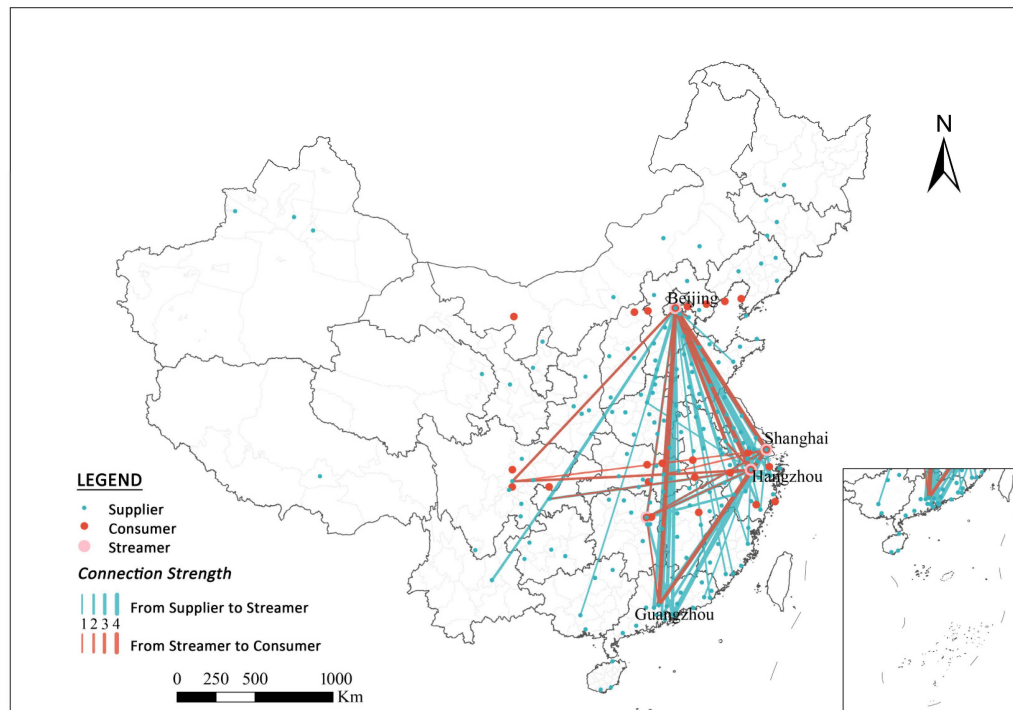 N
Beijing
Shanghai
Hangzhou
Guangzhou
LEGEND
Supplier
Consumer
Streamer
Connection Strength
From Supplier to Streamer
1 2 3 4
From Streamer to Consumer
0 250 500 1000
Km